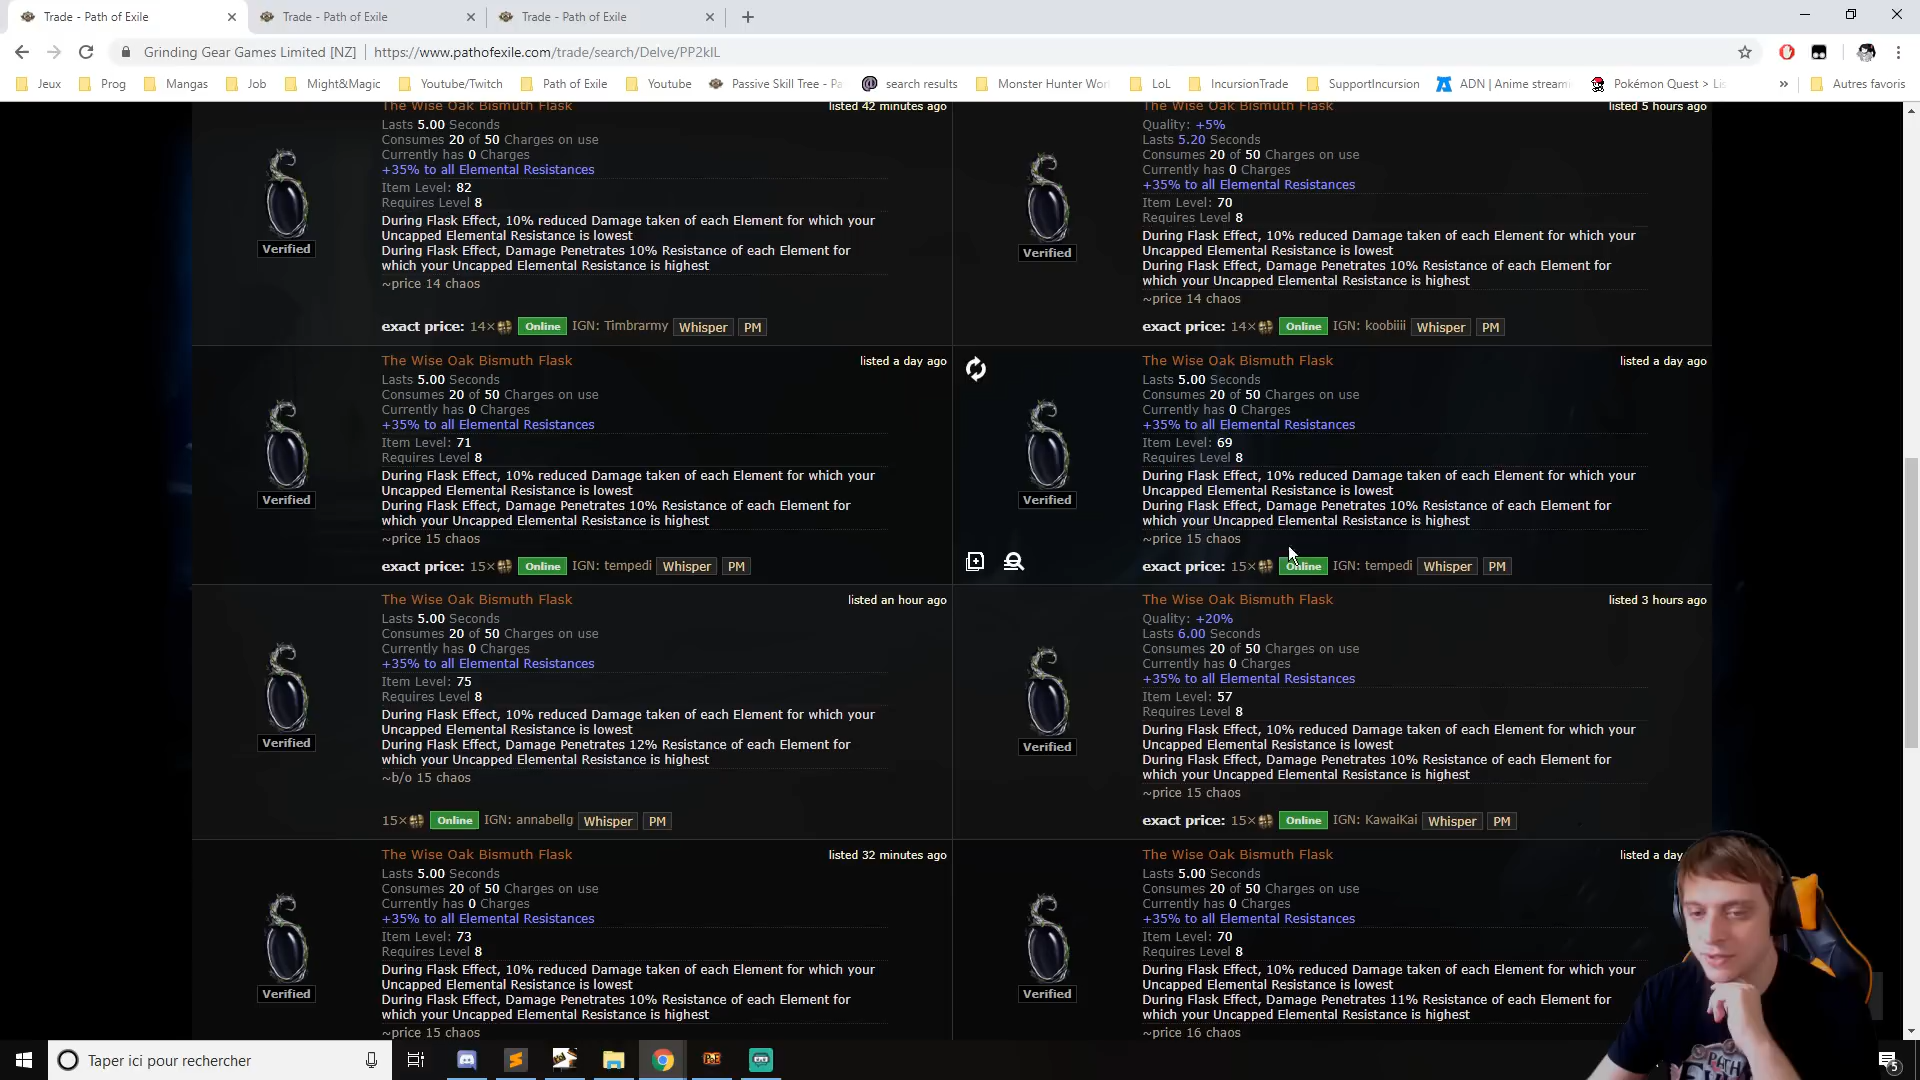 Trade - Path of Exile
Trade - Path of Exile
Trade - Path of Exile
Grinding Gear Games Limited [NZ] | https://www.pathofexile.com/trade/search/Delve/PP2kIL
Jeux Prog Mangas Job Might&Magic Youtube/Twitch Path of Exile Youtube Passive Skill Tree - Pa search results Monster Hunter Wor LoL IncursionTrade SupportIncursion ADN | Anime stream Pokémon Quest > Lis » Autres favoris
The Wise Oak Bismuth Flask
listed 42 minutes ago
Lasts 5.00 Seconds
Consumes 20 of 50 Charges on use
Currently has 0 Charges
+35% to all Elemental Resistances
Item Level: 82
Requires Level 8
During Flask Effect, 10% reduced Damage taken of each Element for which your
Uncapped Elemental Resistance is lowest
During Flask Effect, Damage Penetrates 10% Resistance of each Element for
which your Uncapped Elemental Resistance is highest
~price 14 chaos
Verified
exact price: 14× Online IGN: Timbrarmy Whisper PM
The Wise Oak Bismuth Flask
listed 5 hours ago
Quality: +5%
Lasts 5.20 Seconds
Consumes 20 of 50 Charges on use
Currently has 0 Charges
+35% to all Elemental Resistances
Item Level: 70
Requires Level 8
During Flask Effect, 10% reduced Damage taken of each Element for which your
Uncapped Elemental Resistance is lowest
During Flask Effect, Damage Penetrates 10% Resistance of each Element for
which your Uncapped Elemental Resistance is highest
~price 14 chaos
Verified
exact price: 14× Online IGN: koobiiii Whisper PM
The Wise Oak Bismuth Flask
listed a day ago
Lasts 5.00 Seconds
Consumes 20 of 50 Charges on use
Currently has 0 Charges
+35% to all Elemental Resistances
Item Level: 71
Requires Level 8
During Flask Effect, 10% reduced Damage taken of each Element for which your
Uncapped Elemental Resistance is lowest
During Flask Effect, Damage Penetrates 10% Resistance of each Element for
which your Uncapped Elemental Resistance is highest
~price 15 chaos
Verified
exact price: 15× Online IGN: tempedi Whisper PM
The Wise Oak Bismuth Flask
listed a day ago
Lasts 5.00 Seconds
Consumes 20 of 50 Charges on use
Currently has 0 Charges
+35% to all Elemental Resistances
Item Level: 69
Requires Level 8
During Flask Effect, 10% reduced Damage taken of each Element for which your
Uncapped Elemental Resistance is lowest
During Flask Effect, Damage Penetrates 10% Resistance of each Element for
which your Uncapped Elemental Resistance is highest
~price 15 chaos
Verified
exact price: 15× Online IGN: tempedi Whisper PM
The Wise Oak Bismuth Flask
listed an hour ago
Lasts 5.00 Seconds
Consumes 20 of 50 Charges on use
Currently has 0 Charges
+35% to all Elemental Resistances
Item Level: 75
Requires Level 8
During Flask Effect, 10% reduced Damage taken of each Element for which your
Uncapped Elemental Resistance is lowest
During Flask Effect, Damage Penetrates 12% Resistance of each Element for
which your Uncapped Elemental Resistance is highest
~b/o 15 chaos
Verified
15× Online IGN: annabellg Whisper PM
The Wise Oak Bismuth Flask
listed 3 hours ago
Quality: +20%
Lasts 6.00 Seconds
Consumes 20 of 50 Charges on use
Currently has 0 Charges
+35% to all Elemental Resistances
Item Level: 57
Requires Level 8
During Flask Effect, 10% reduced Damage taken of each Element for which your
Uncapped Elemental Resistance is lowest
During Flask Effect, Damage Penetrates 10% Resistance of each Element for
which your Uncapped Elemental Resistance is highest
~price 15 chaos
Verified
exact price: 15× Online IGN: KawaiKai Whisper PM
The Wise Oak Bismuth Flask
listed 32 minutes ago
Lasts 5.00 Seconds
Consumes 20 of 50 Charges on use
Currently has 0 Charges
+35% to all Elemental Resistances
Item Level: 73
Requires Level 8
During Flask Effect, 10% reduced Damage taken of each Element for which your
Uncapped Elemental Resistance is lowest
During Flask Effect, Damage Penetrates 10% Resistance of each Element for
which your Uncapped Elemental Resistance is highest
~price 15 chaos
Verified
The Wise Oak Bismuth Flask
listed a day
Lasts 5.00 Seconds
Consumes 20 of 50 Charges on use
Currently has 0 Charges
+35% to all Elemental Resistances
Item Level: 70
Requires Level 8
During Flask Effect, 10% reduced Damage taken of each Element for which your
Uncapped Elemental Resistance is lowest
During Flask Effect, Damage Penetrates 11% Resistance of each Element for
which your Uncapped Elemental Resistance is highest
~price 16 chaos
Verified
Taper ici pour rechercher
5